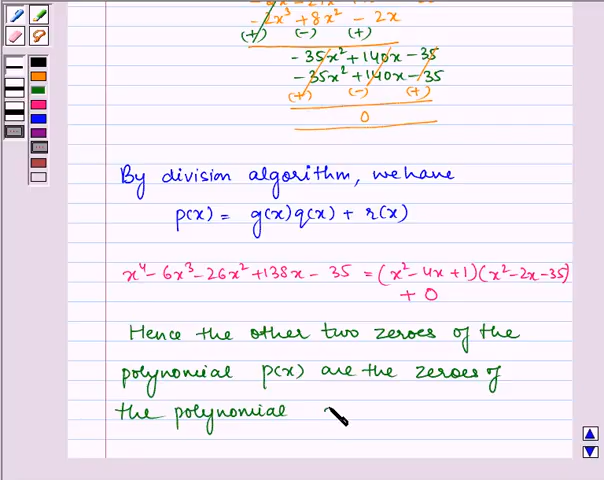 - 2x³ + 8x² - 2x
(+) (-) (+)
- 35x² + 140x - 35
- 35x² + 140x - 35
(+) (-) (+)
0
By division algorithm, we have
p(x) = g(x)q(x) + r(x)
x⁴ - 6x³ - 26x² + 138x - 35 = (x² - 4x + 1)(x² - 2x - 35)
+ 0
Hence the other two zeroes of the
polynomial p(x) are the zeroes of
the polynomial